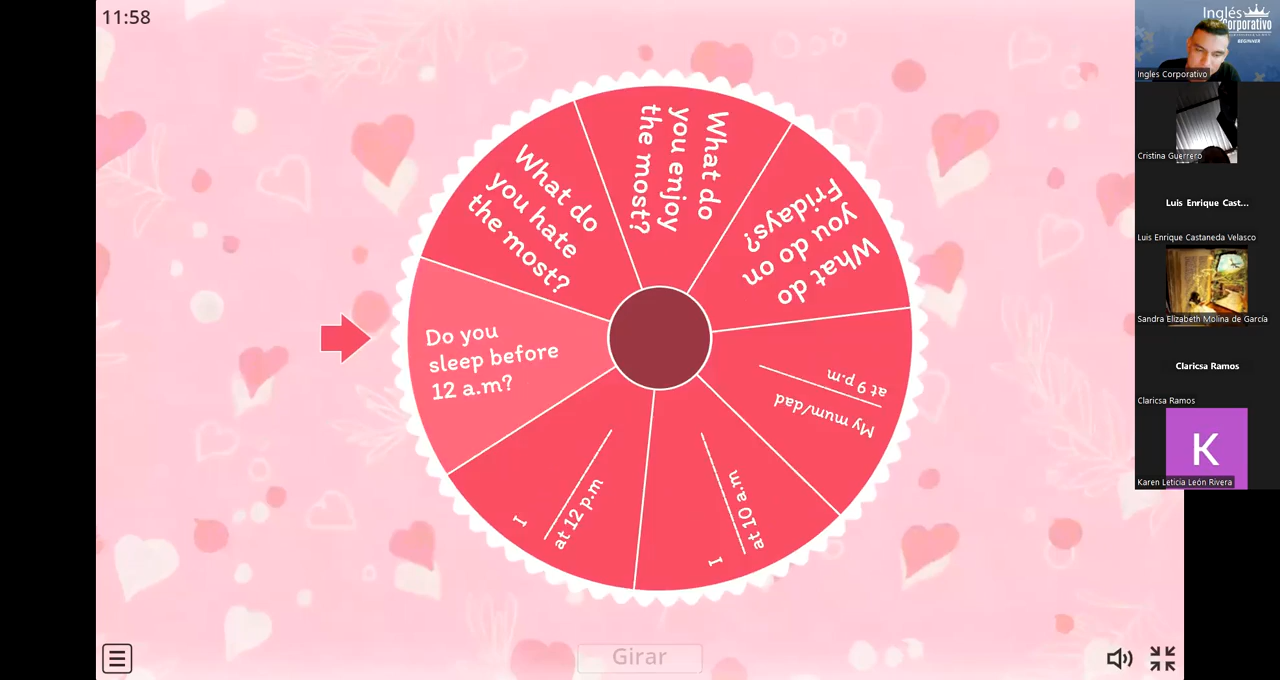 11:58
What do
you enjoy
the most?
What do
you do on
Fridays?
What do
you hate
the most?
Do you
sleep before
12 a.m?
I
at 12 p.m
I
at 10 a.m
My mum/dad
at 9 p.m
Girar
Inglés
Corporativo
BEGINNER
Ingles Corporativo
Cristina Guerrero
Luis Enrique Cast...
Luis Enrique Castaneda Velasco
Sandra Elizabeth Molina de García
Claricsa Ramos
Claricsa Ramos
K
Karen Leticia León Rivera